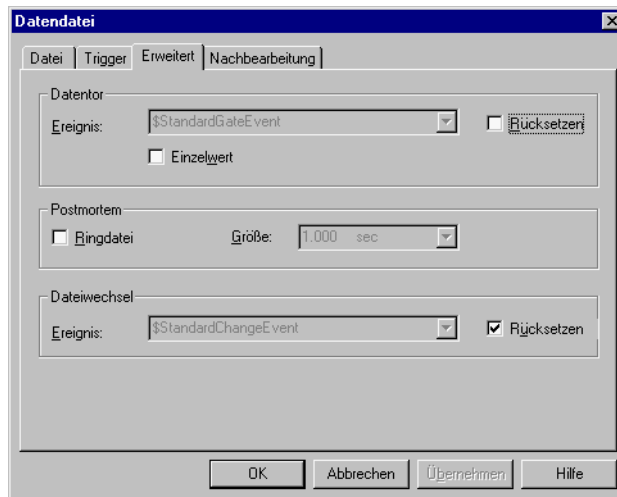 Datendatei
Datei Trigger Erweitert Nachbearbeitung
Datentor
Ereignis: $StandardGateEvent Rücksetzen
Einzelwert
Postmortem
Ringdatei Größe: 1.000 sec
Dateiwechsel
Ereignis: $StandardChangeEvent Rücksetzen
OK Abbrechen Übernehmen Hilfe